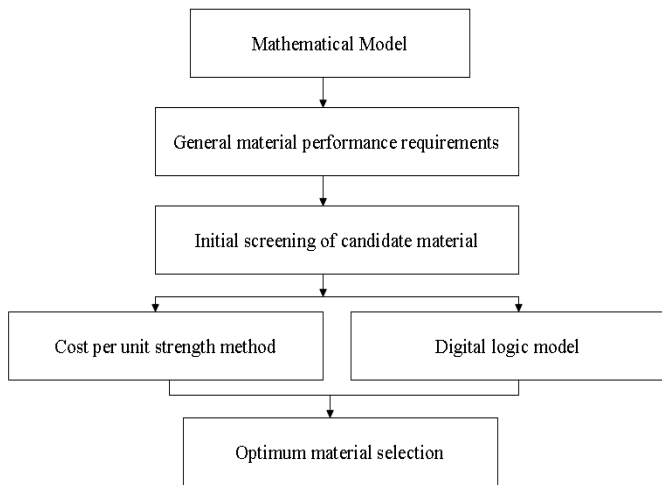 Mathematical Model
General material performance requirements
Initial screening of candidate material
Cost per unit strength method
Digital logic model
Optimum material selection